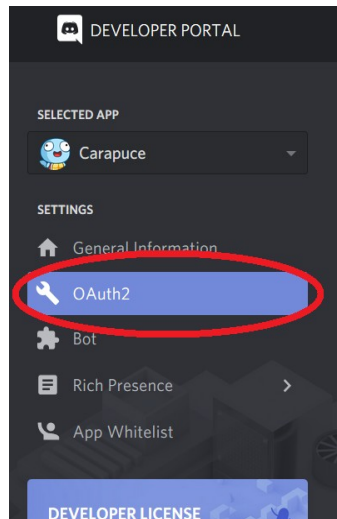 DEVELOPER PORTAL
SELECTED APP
Carapuce
SETTINGS
General Information
OAuth2
Bot
Rich Presence
App Whitelist
DEVELOPER LICENSE